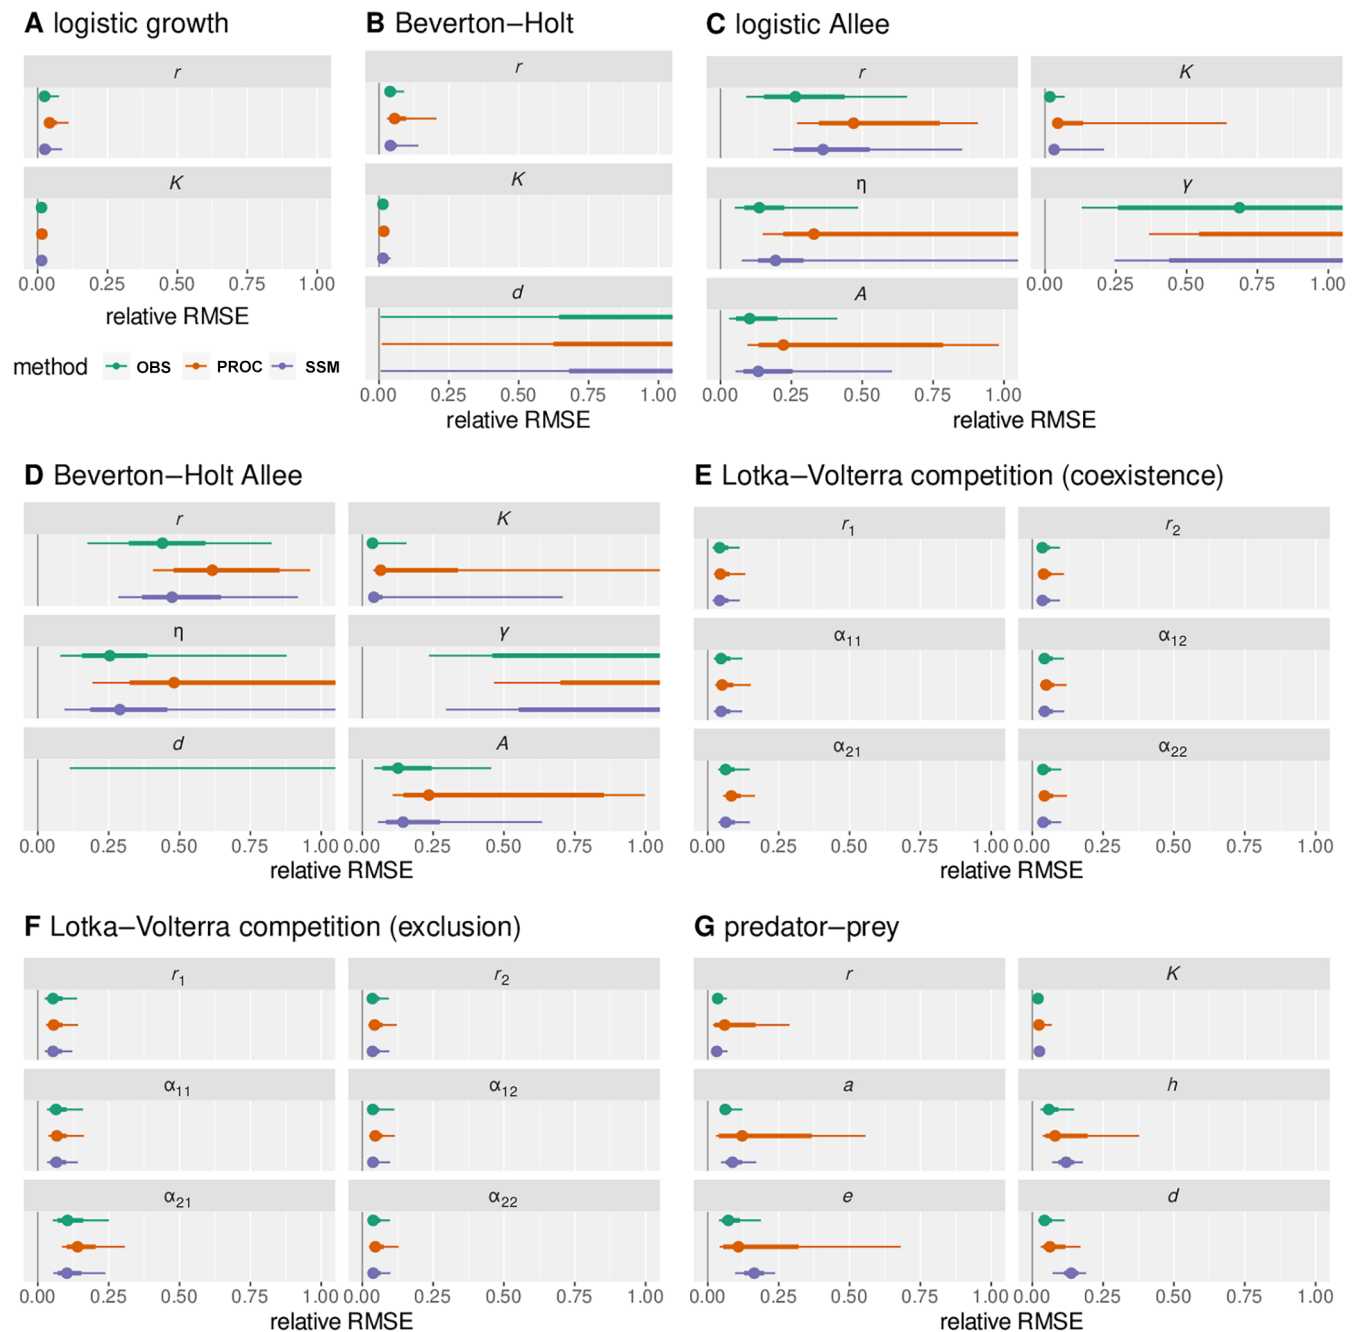 A logistic growth
r
K
0.00 0.25 0.50 0.75 1.00
relative RMSE
method OBS PROC SSM
B Beverton−Holt
r
K
d
0.00 0.25 0.50 0.75 1.00
relative RMSE
C logistic Allee
r K
η γ
0.00 0.25 0.50 0.75 1.00
A
0.00 0.25 0.50 0.75 1.00
relative RMSE
D Beverton−Holt Allee
r K
η γ
d A
0.00 0.25 0.50 0.75 1.00 0.00 0.25 0.50 0.75 1.00
relative RMSE
E Lotka−Volterra competition (coexistence)
r1 r2
α11 α12
α21 α22
0.00 0.25 0.50 0.75 1.00 0.00 0.25 0.50 0.75 1.00
relative RMSE
F Lotka−Volterra competition (exclusion)
r1 r2
α11 α12
α21 α22
0.00 0.25 0.50 0.75 1.00 0.00 0.25 0.50 0.75 1.00
relative RMSE
G predator−prey
r K
a h
e d
0.00 0.25 0.50 0.75 1.00 0.00 0.25 0.50 0.75 1.00
relative RMSE